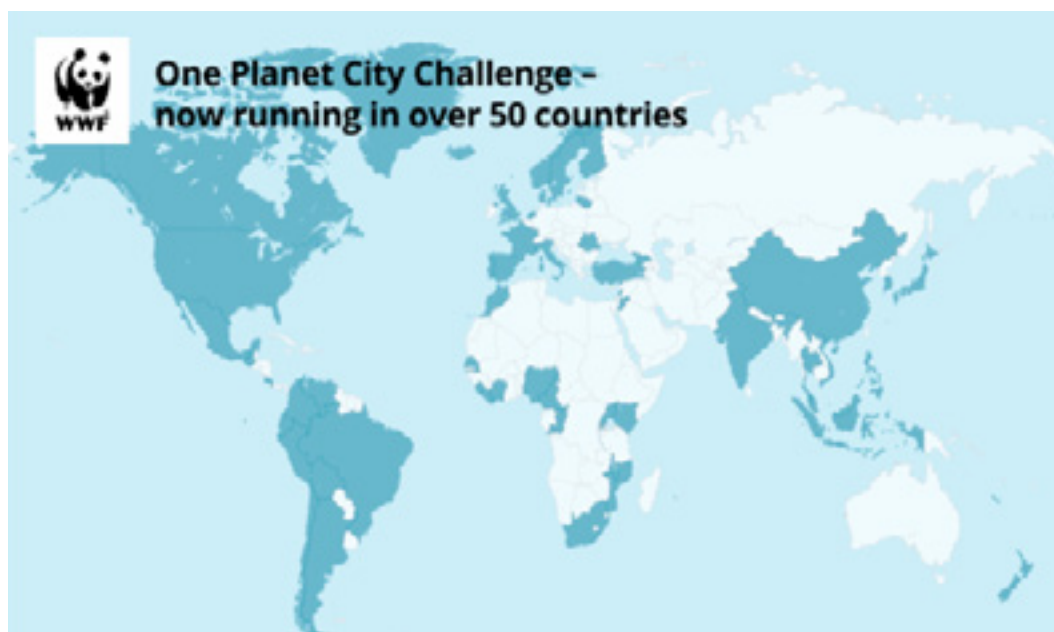 One Planet City Challenge –
now running in over 50 countries
WWF